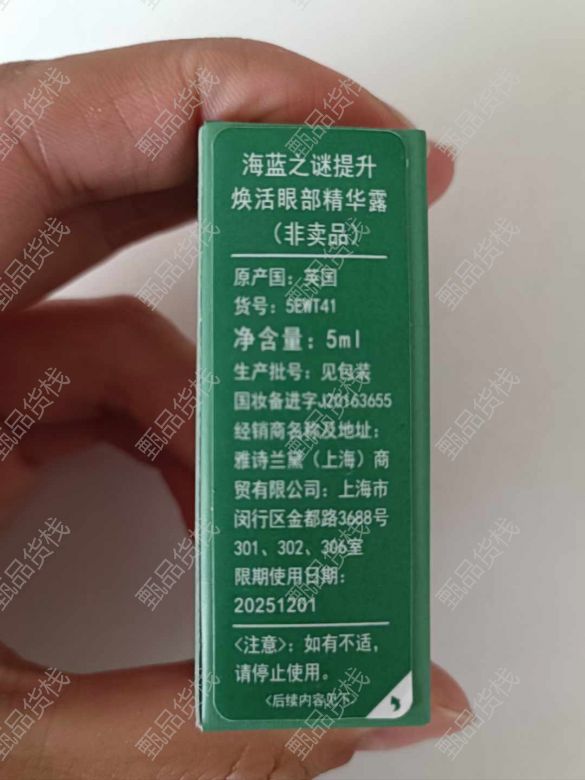 海蓝之谜提升
焕活眼部精华露
（非卖品）
原产国：英国
货号：5EWT41
净含量：5ml
生产批号：见包装
国妆备进字J20163655
经销商名称及地址：
雅诗兰黛（上海）商
贸有限公司：上海市
闵行区金都路3688号
301、302、306室
限期使用日期：
20251201
<注意>：如有不适，
请停止使用。
<后续内容见下
甄品货栈